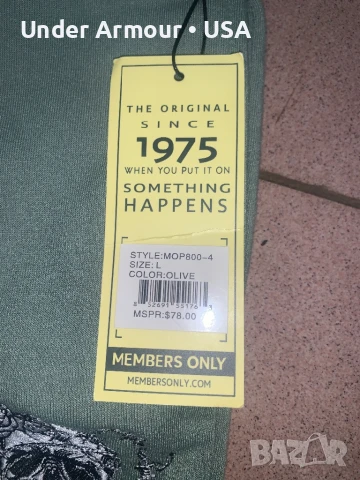 Under Armour • USA
THE ORIGINAL
SINCE
1975
WHEN YOU PUT IT ON
SOMETHING
HAPPENS
STYLE:MOP800-4
SIZE: L
COLOR:OLIVE
MSPR:$78.00
MEMBERS ONLY
MEMBERSONLY.COM
BAZAR